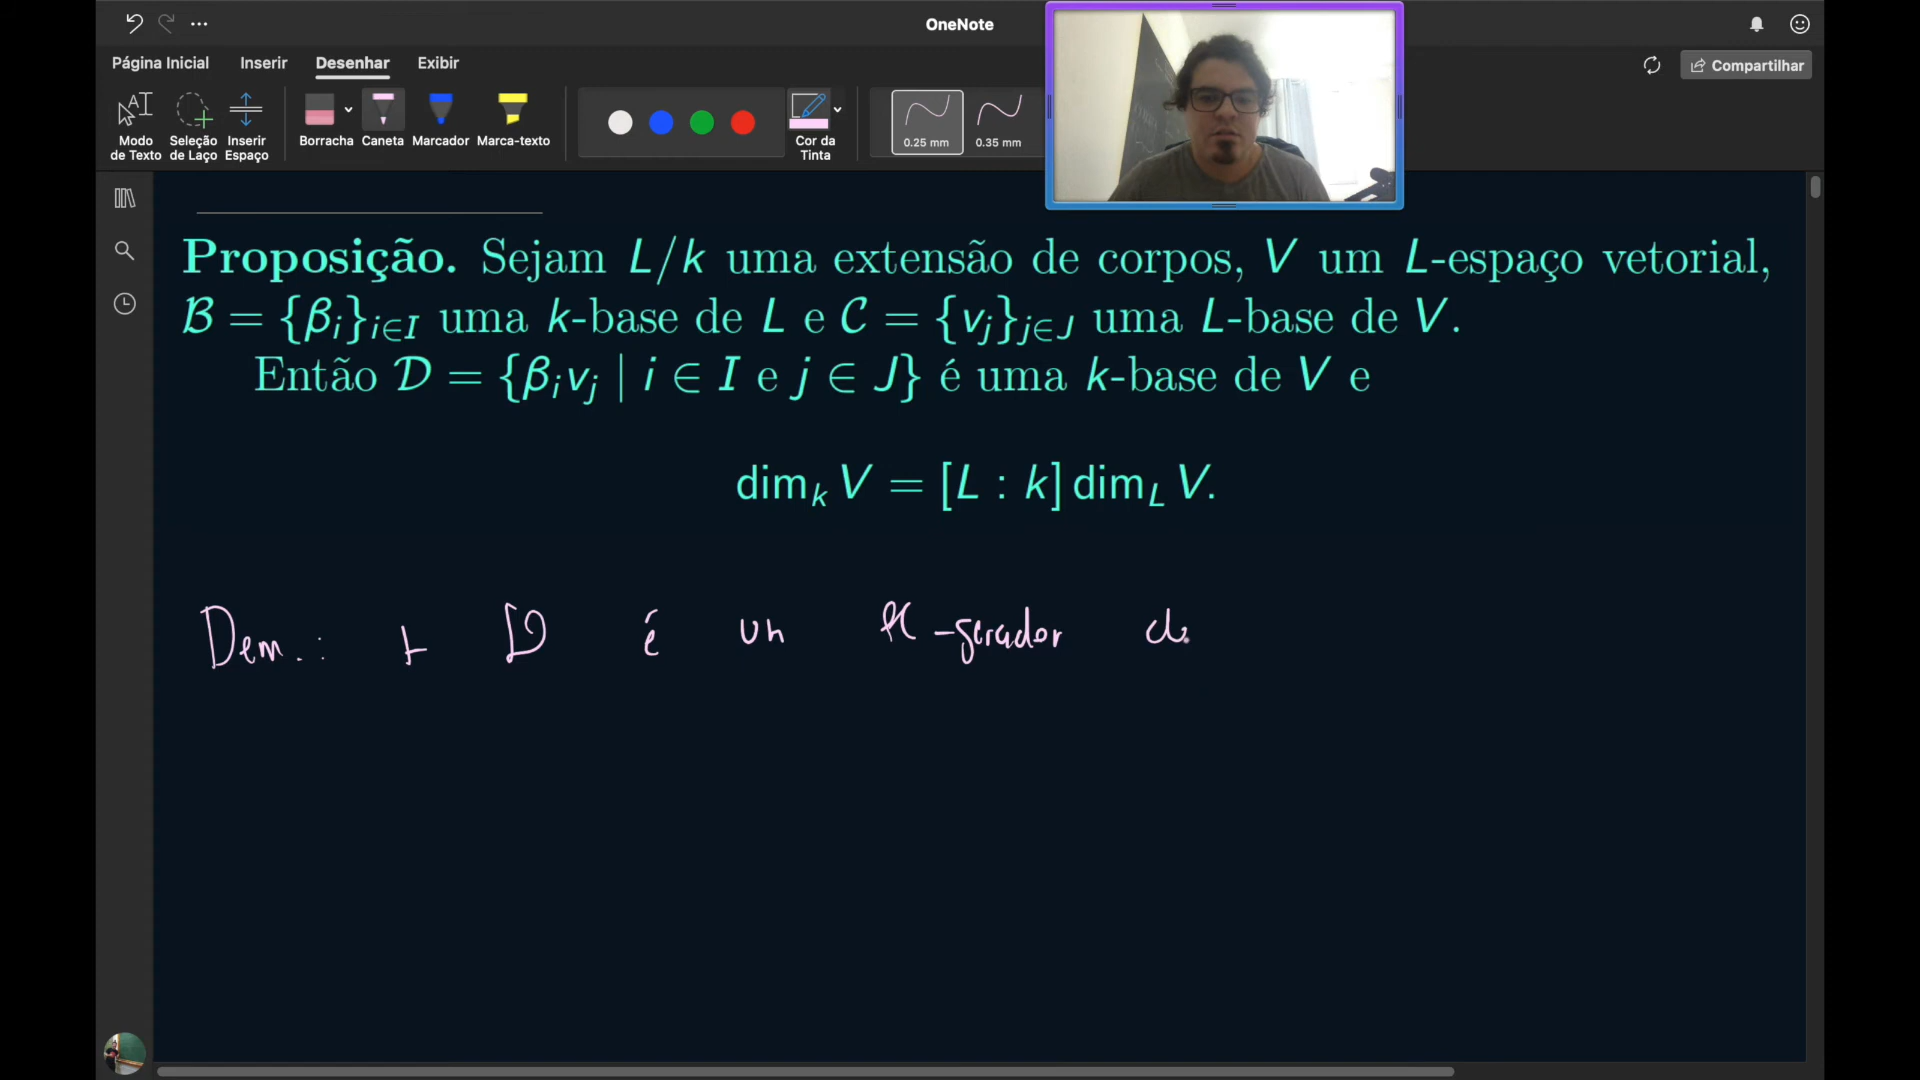 OneNote
Página Inicial Inserir Desenhar Exibir
Compartilhar
Modo de Texto
Seleção de Laço
Inserir Espaço
Borracha Caneta Marcador Marca-texto
Cor da Tinta
0.25 mm 0.35 mm
Proposição. Sejam L/k uma extensão de corpos, V um L-espaço vetorial,
B = {β_i}_{i∈I} uma k-base de L e C = {v_j}_{j∈J} uma L-base de V.
Então D = {β_i v_j | i ∈ I e j ∈ J} é uma k-base de V e
dim_k V = [L : k] dim_L V.
Dem.: + D é um k-gerador de